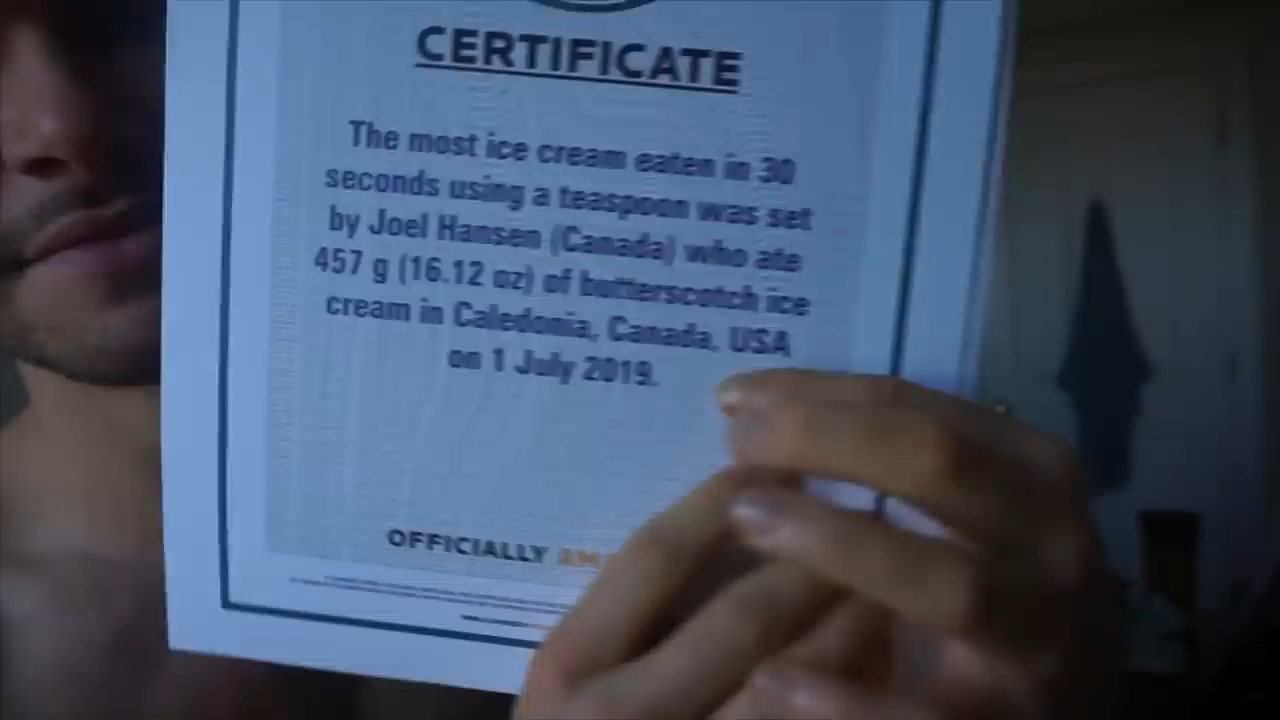 CERTIFICATE
The most ice cream eaten in 30
seconds using a teaspoon was set
by Joel Hansen (Canada) who ate
457 g (16.12 oz) of butterscotch ice
cream in Caledonia, Canada, USA
on 1 July 2019.
OFFICIALLY